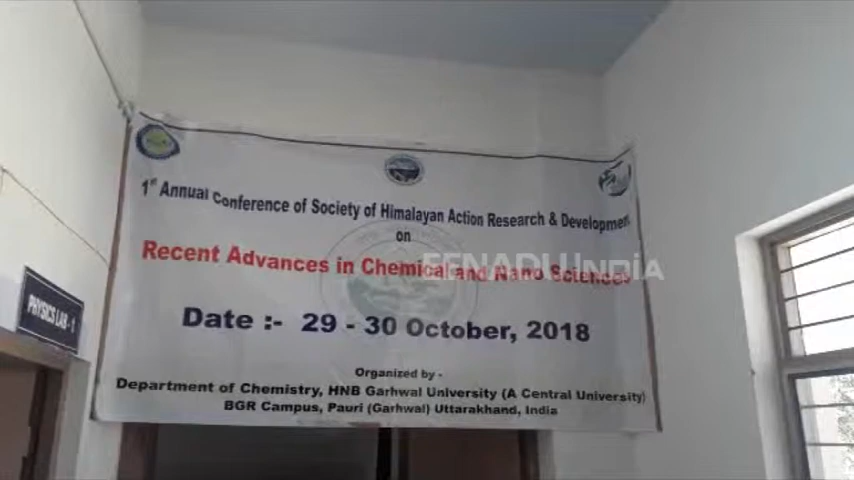 1st Annual Conference of Society of Himalayan Action Research & Development
on
Recent Advances in Chemical and Nano Sciences
EENADU INDIA
Date :- 29 - 30 October, 2018
PHYSICS LAB - 1
Organized by -
Department of Chemistry, HNB Garhwal University (A Central University)
BGR Campus, Pauri (Garhwal) Uttarakhand, India